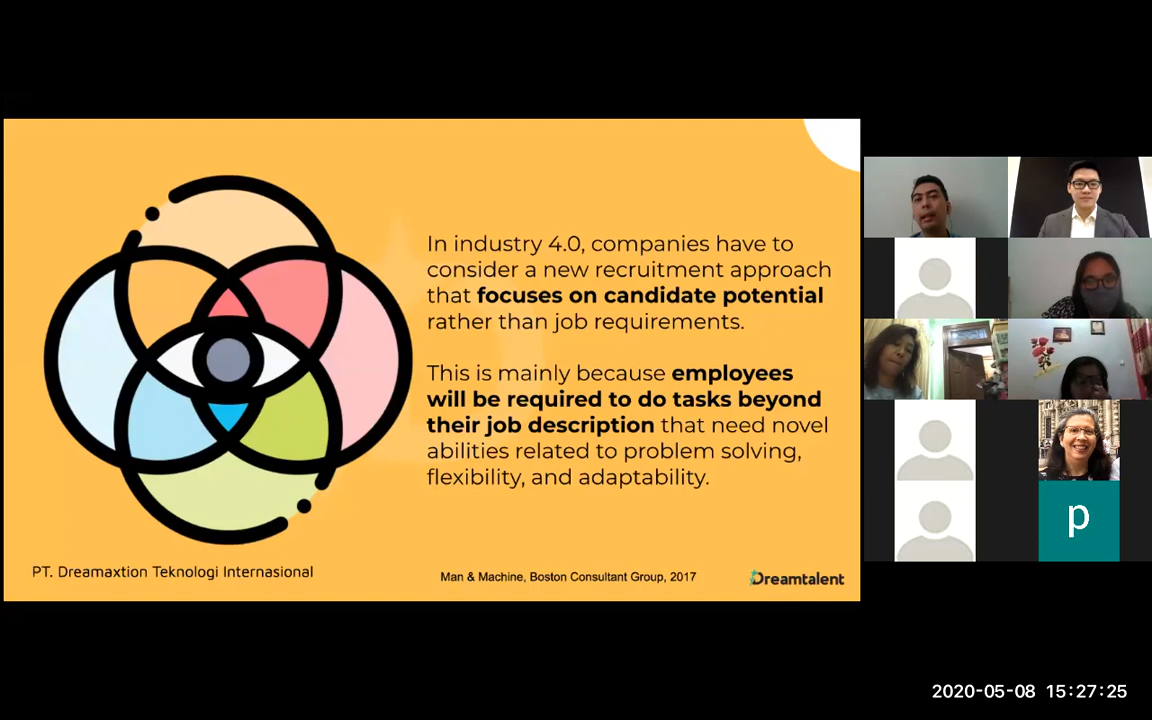 In industry 4.0, companies have to
consider a new recruitment approach
that focuses on candidate potential
rather than job requirements.
This is mainly because employees
will be required to do tasks beyond
their job description that need novel
abilities related to problem solving,
flexibility, and adaptability.
PT. Dreamaxtion Teknologi Internasional
Man & Machine, Boston Consultant Group, 2017
Dreamtalent
p
2020-05-08 15:27:25